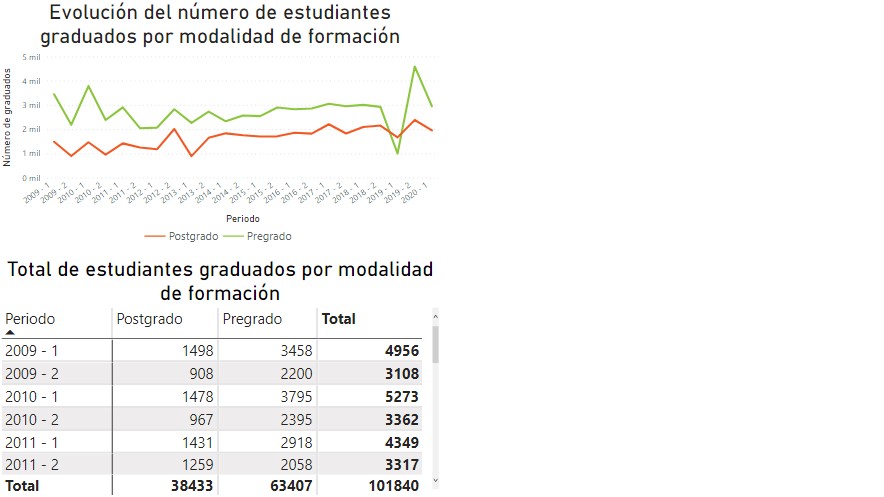 Evolución del número de estudiantes
graduados por modalidad de formación
Número de graduados
5 mil
4 mil
3 mil
2 mil
1 mil
0 mil
2009 - 1
2009 - 2
2010 - 1
2010 - 2
2011 - 1
2011 - 2
2012 - 1
2012 - 2
2013 - 1
2013 - 2
2014 - 1
2014 - 2
2015 - 1
2015 - 2
2016 - 1
2016 - 2
2017 - 1
2017 - 2
2018 - 1
2018 - 2
2019 - 1
2019 - 2
2020 - 1
Periodo
Postgrado Pregrado
Total de estudiantes graduados por modalidad
de formación
Periodo Postgrado Pregrado Total
2009 - 1 1498 3458 4956
2009 - 2 908 2200 3108
2010 - 1 1478 3795 5273
2010 - 2 967 2395 3362
2011 - 1 1431 2918 4349
2011 - 2 1259 2058 3317
Total 38433 63407 101840